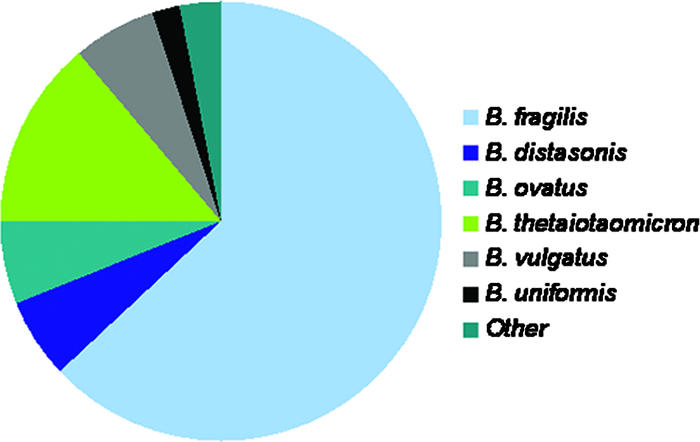 B. fragilis
B. distasonis
B. ovatus
B. thetaiotaomicron
B. vulgatus
B. uniformis
Other